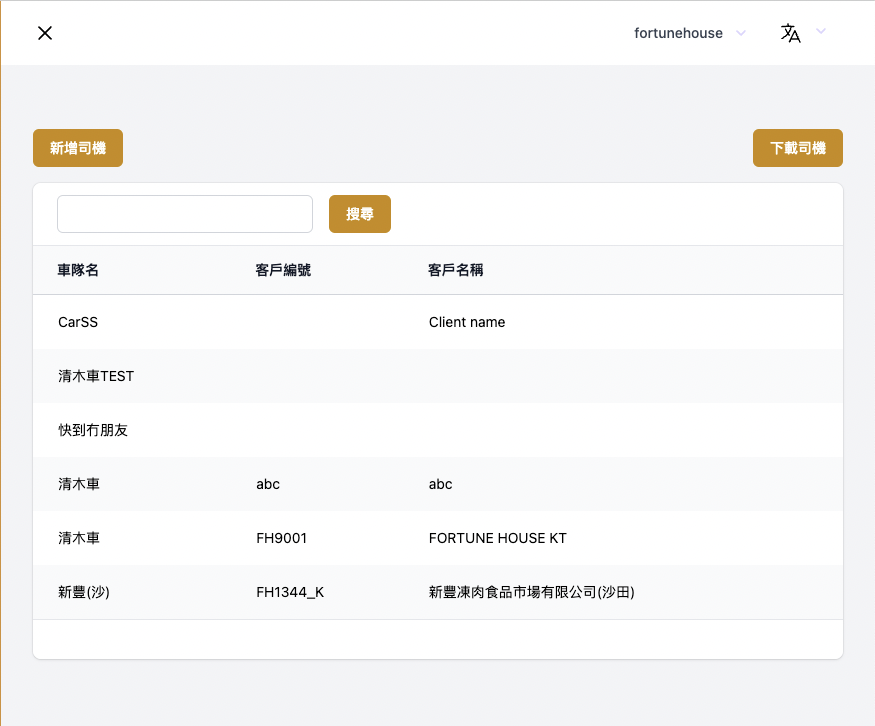 fortunehouse
新增司機 下載司機
搜尋
車隊名 客戶編號 客戶名稱
CarSS Client name
清木車TEST
快到冇朋友
清木車 abc abc
清木車 FH9001 FORTUNE HOUSE KT
新豐(沙) FH1344_K 新豐凍肉食品市場有限公司(沙田)